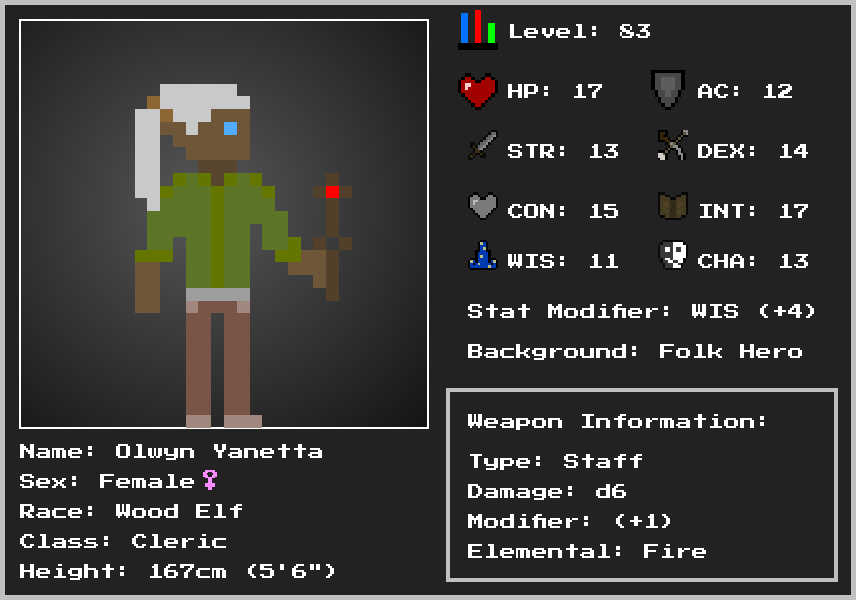 Level: 83
HP: 17 AC: 12
STR: 13 DEX: 14
CON: 15 INT: 17
WIS: 11 CHA: 13
Stat Modifier: WIS (+4)
Background: Folk Hero
Weapon Information:
Type: Staff
Damage: d6
Modifier: (+1)
Elemental: Fire
Name: Olwyn Yanetta
Sex: Female♀
Race: Wood Elf
Class: Cleric
Height: 167cm (5'6")